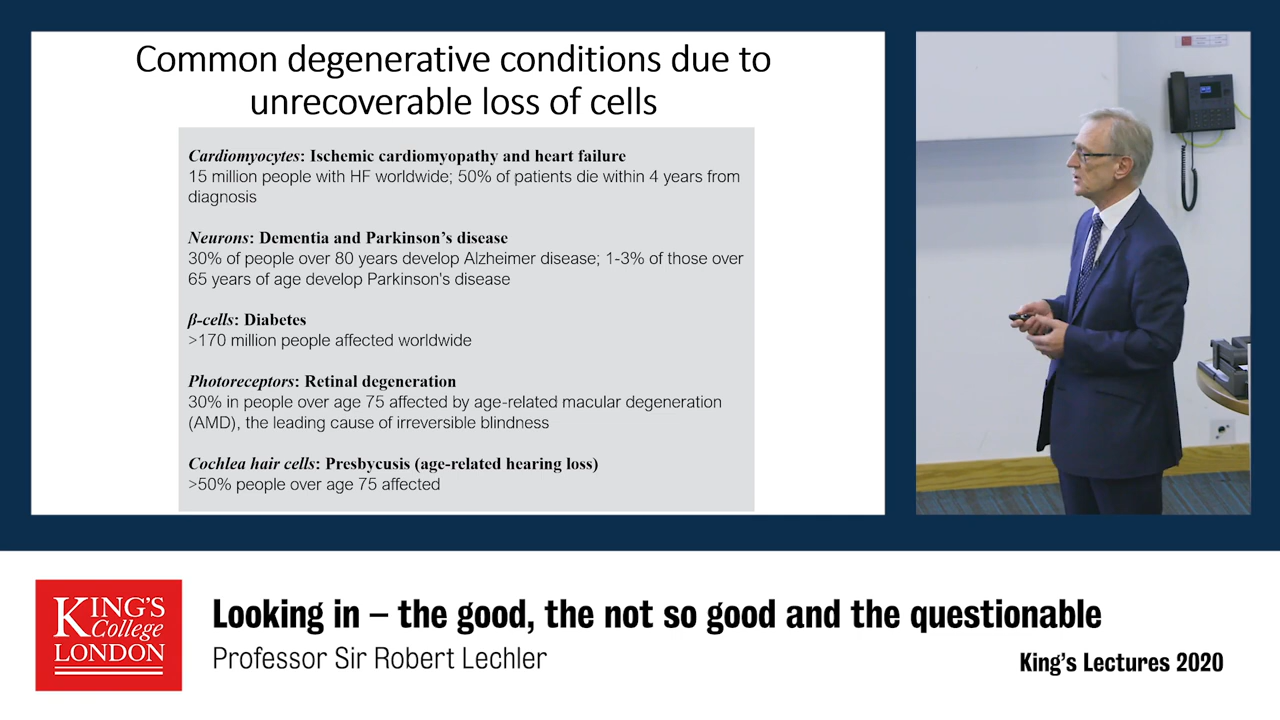 Common degenerative conditions due to
unrecoverable loss of cells
Cardiomyocytes: Ischemic cardiomyopathy and heart failure
15 million people with HF worldwide; 50% of patients die within 4 years from
diagnosis
Neurons: Dementia and Parkinson's disease
30% of people over 80 years develop Alzheimer disease; 1-3% of those over
65 years of age develop Parkinson's disease
β-cells: Diabetes
>170 million people affected worldwide
Photoreceptors: Retinal degeneration
30% in people over age 75 affected by age-related macular degeneration
(AMD), the leading cause of irreversible blindness
Cochlea hair cells: Presbycusis (age-related hearing loss)
>50% people over age 75 affected
KING'S
College
LONDON
Looking in – the good, the not so good and the questionable
Professor Sir Robert Lechler
King's Lectures 2020